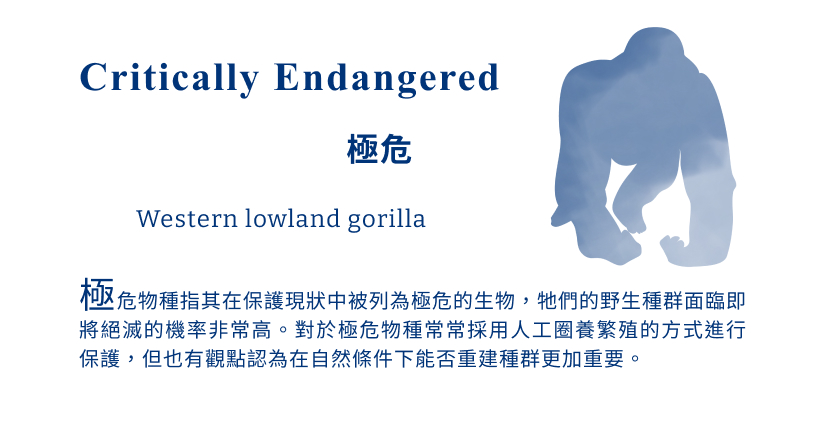 Critically Endangered
極危
Western lowland gorilla
極危物種指其在保護現狀中被列為極危的生物，牠們的野生種群面臨即
將絕滅的機率非常高。對於極危物種常常採用人工圈養繁殖的方式進行
保護，但也有觀點認為在自然條件下能否重建種群更加重要。